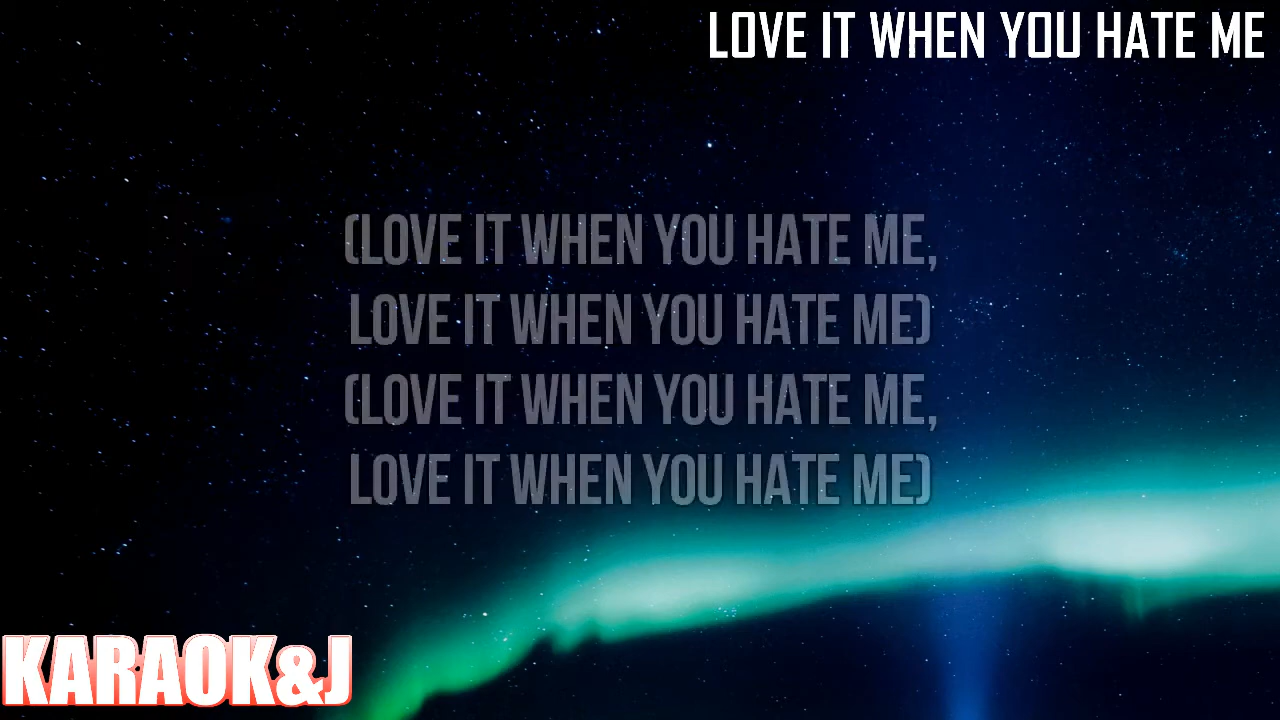 LOVE IT WHEN YOU HATE ME
(LOVE IT WHEN YOU HATE ME,
LOVE IT WHEN YOU HATE ME)
(LOVE IT WHEN YOU HATE ME,
LOVE IT WHEN YOU HATE ME)
KARAOK&J